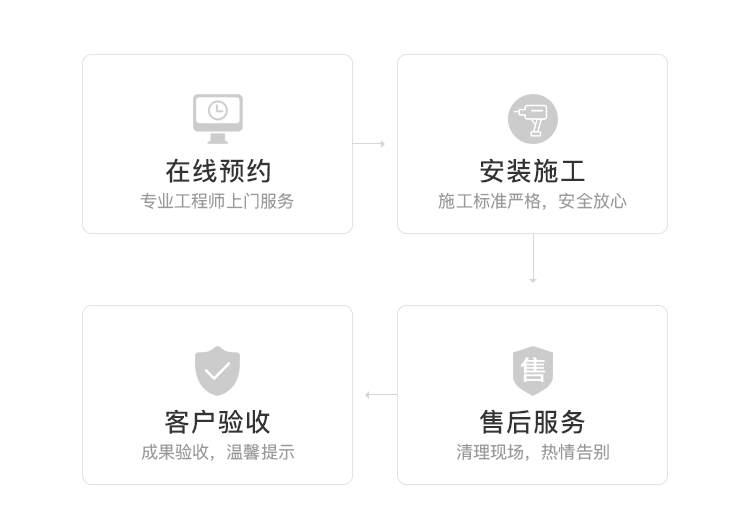 在线预约
专业工程师上门服务
安装施工
施工标准严格，安全放心
售
售后服务
清理现场，热情告别
客户验收
成果验收，温馨提示